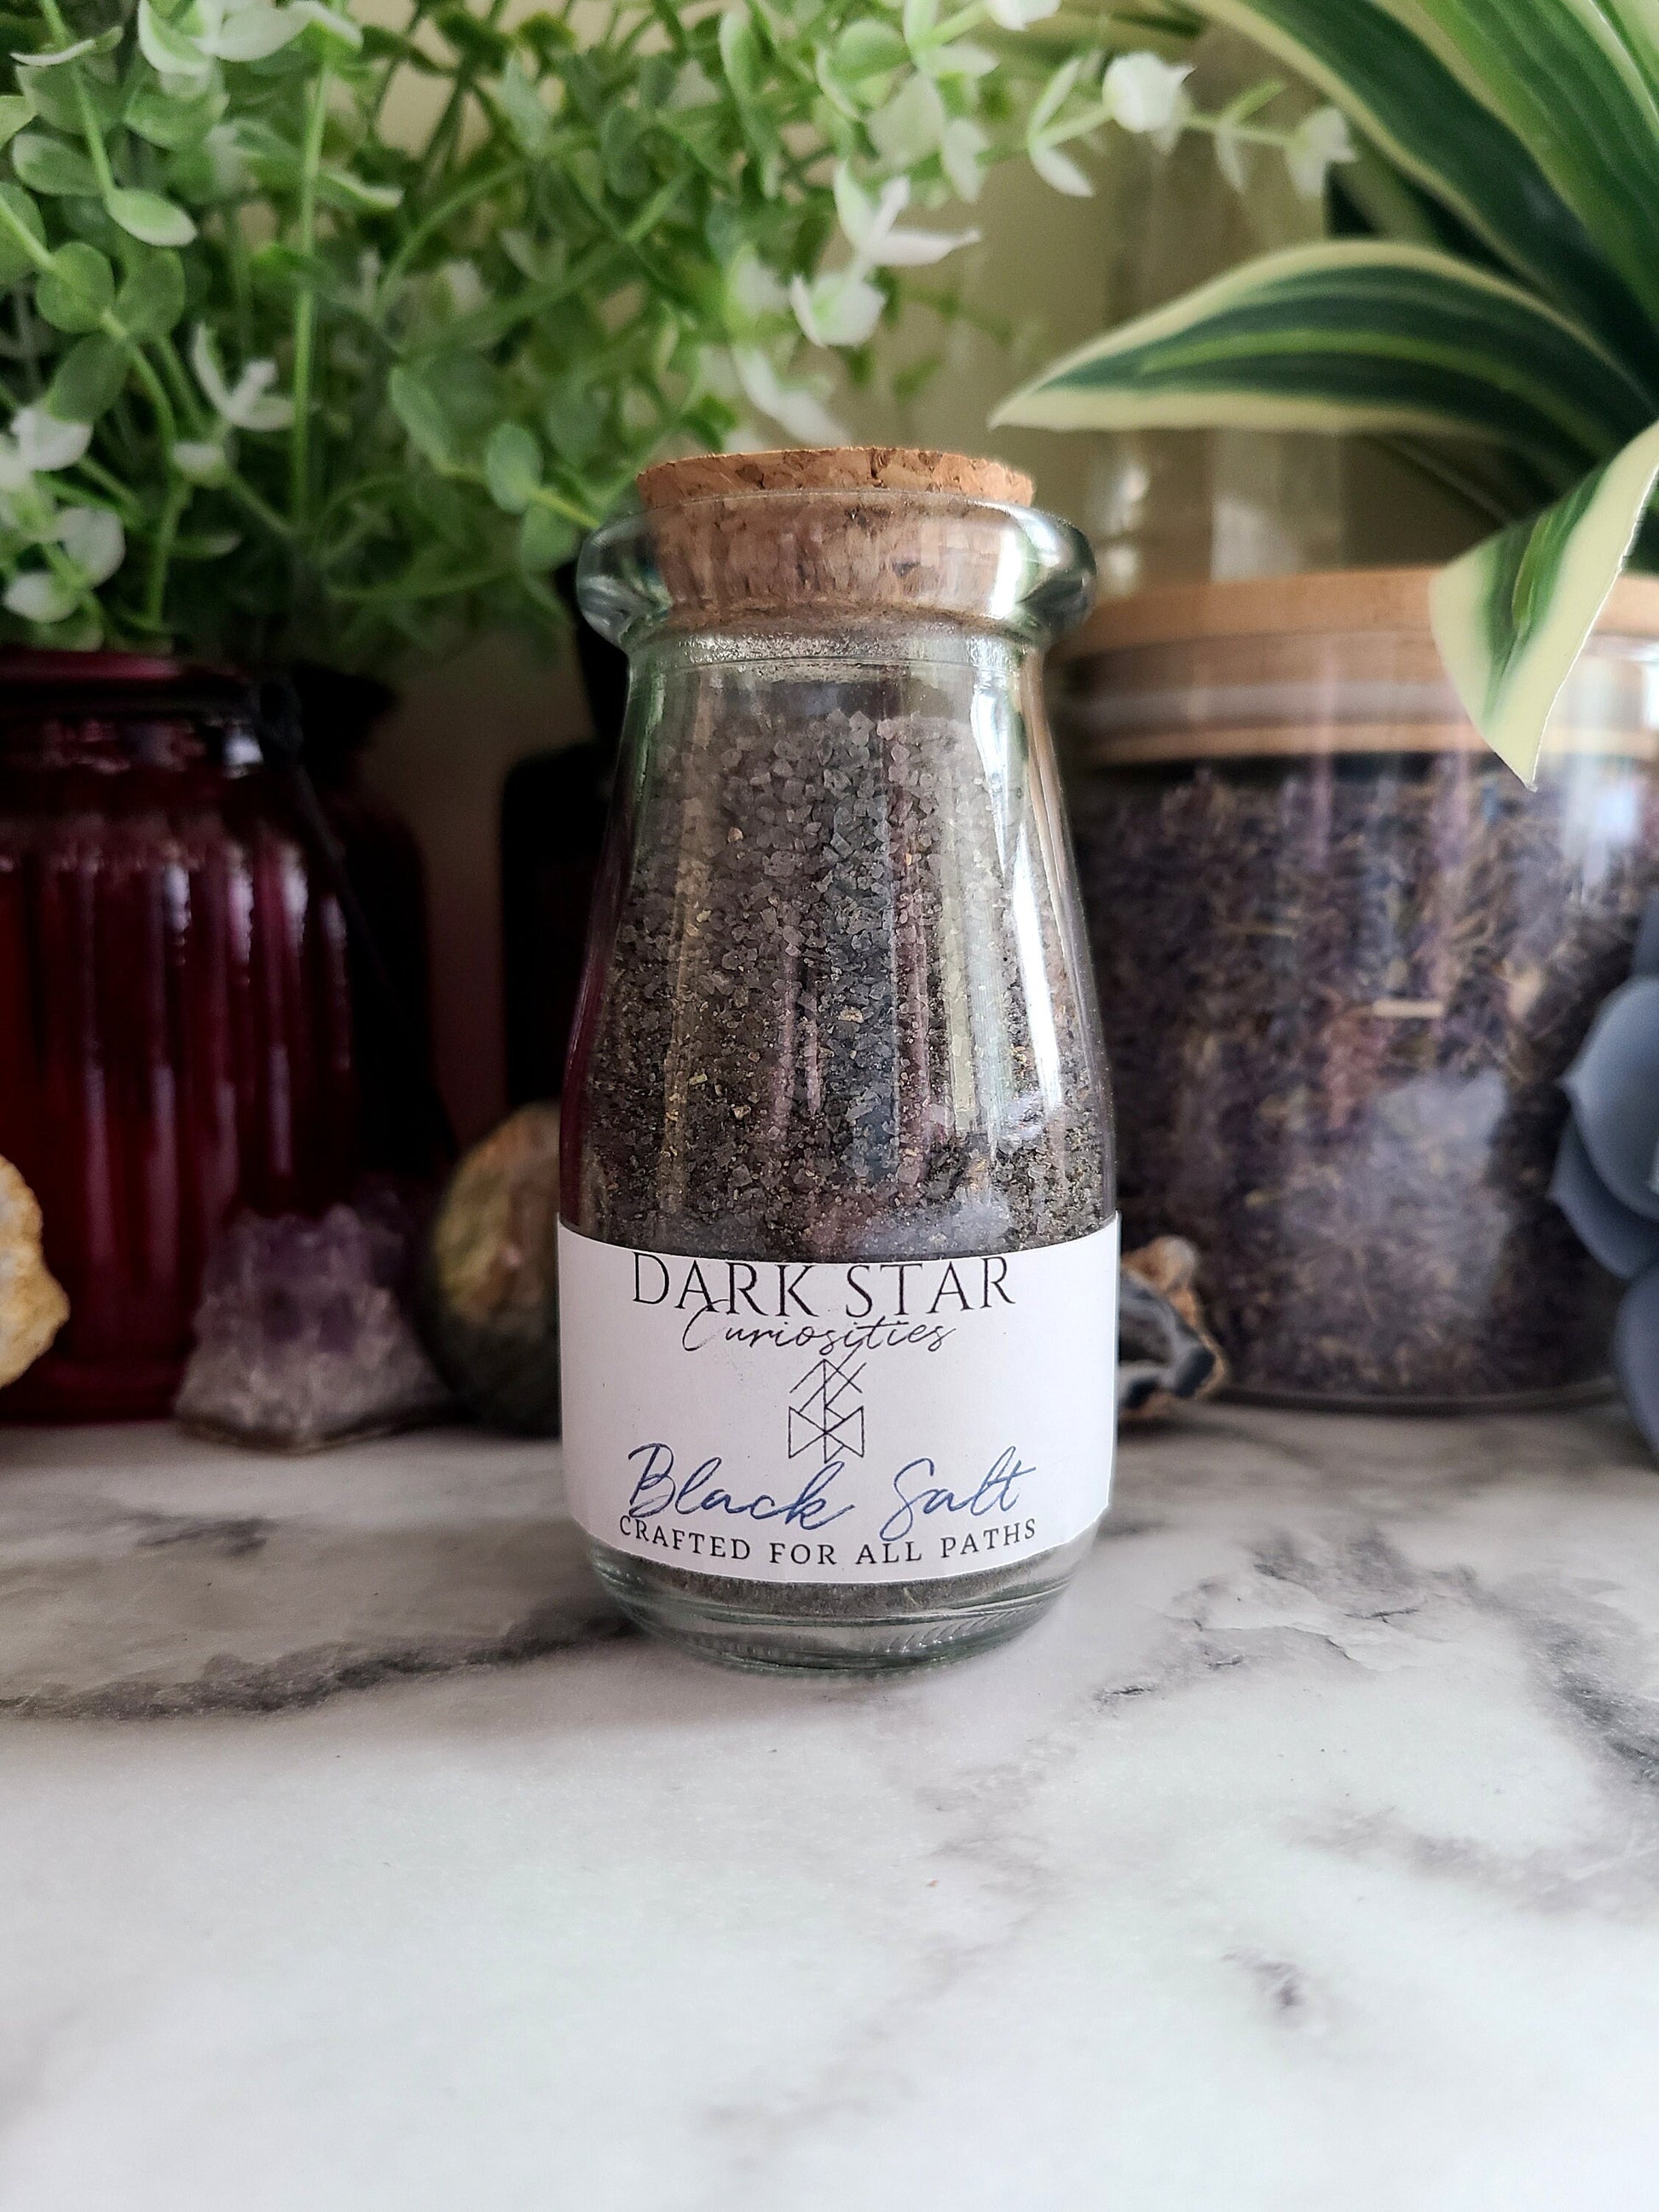 DARK STAR
Curiosities
Black Salt
CRAFTED FOR ALL PATHS